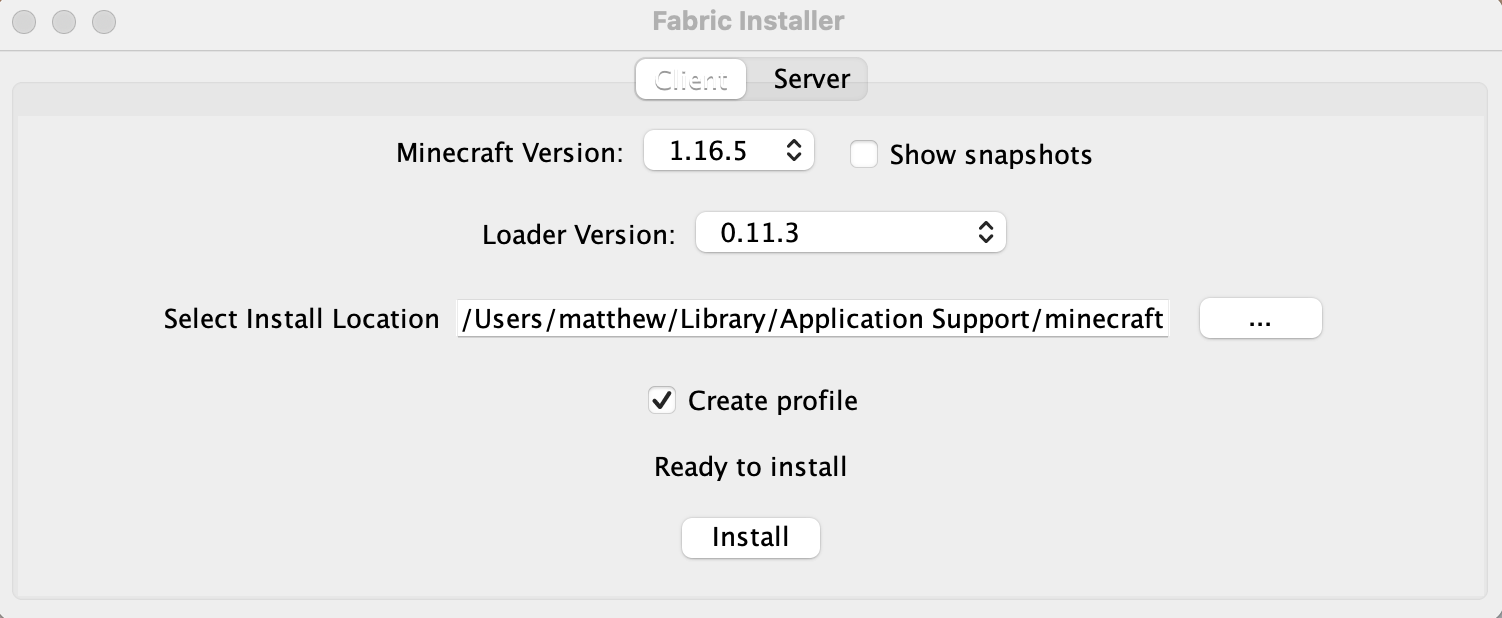 Fabric Installer
Client Server
Minecraft Version: 1.16.5 Show snapshots
Loader Version: 0.11.3
Select Install Location /Users/matthew/Library/Application Support/minecraft ...
Create profile
Ready to install
Install